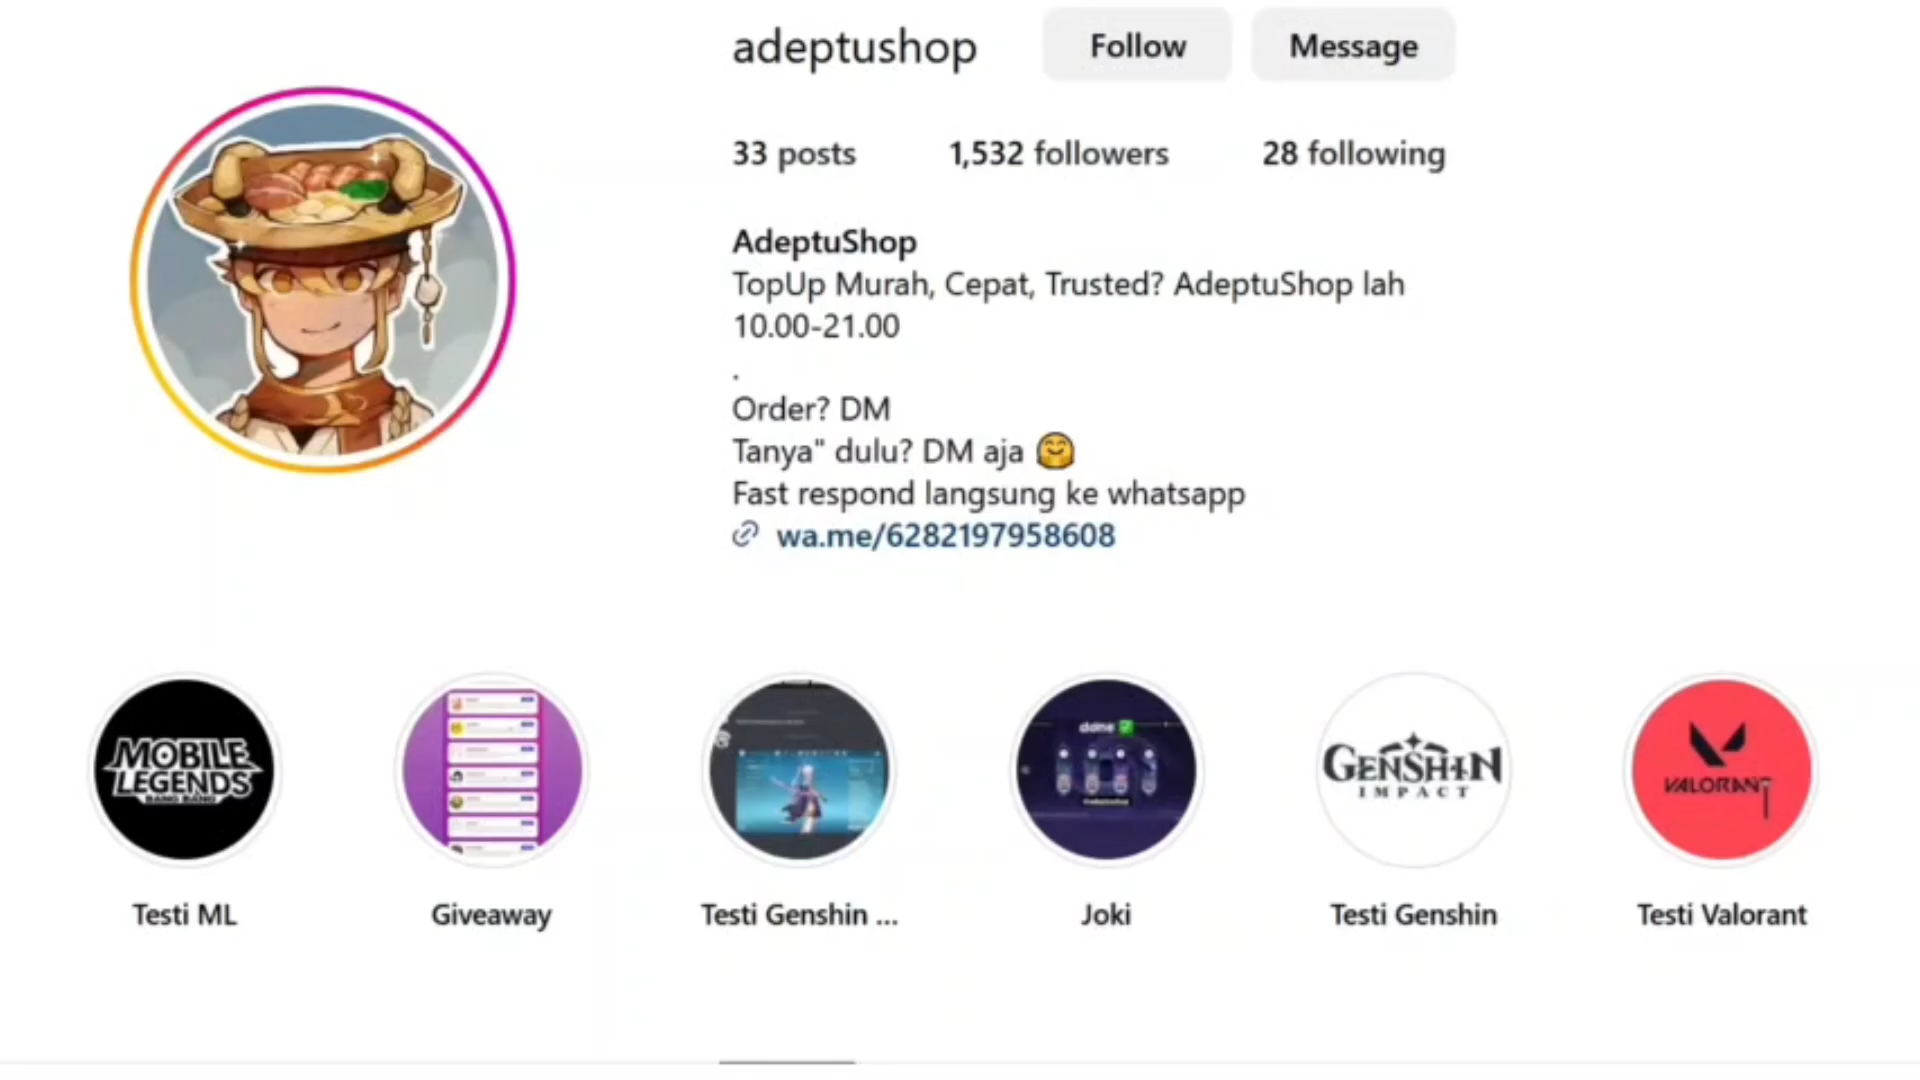 adeptushop Follow Message
33 posts 1,532 followers 28 following
AdeptuShop
TopUp Murah, Cepat, Trusted? AdeptuShop lah
10.00-21.00
.
Order? DM
Tanya" dulu? DM aja 🤗
Fast respond langsung ke whatsapp
wa.me/6282197958608
MOBILE
LEGENDS
BANG BANG
done ✅
GENSHIN
IMPACT
VALORANT
Testi ML Giveaway Testi Genshin ... Joki Testi Genshin Testi Valorant